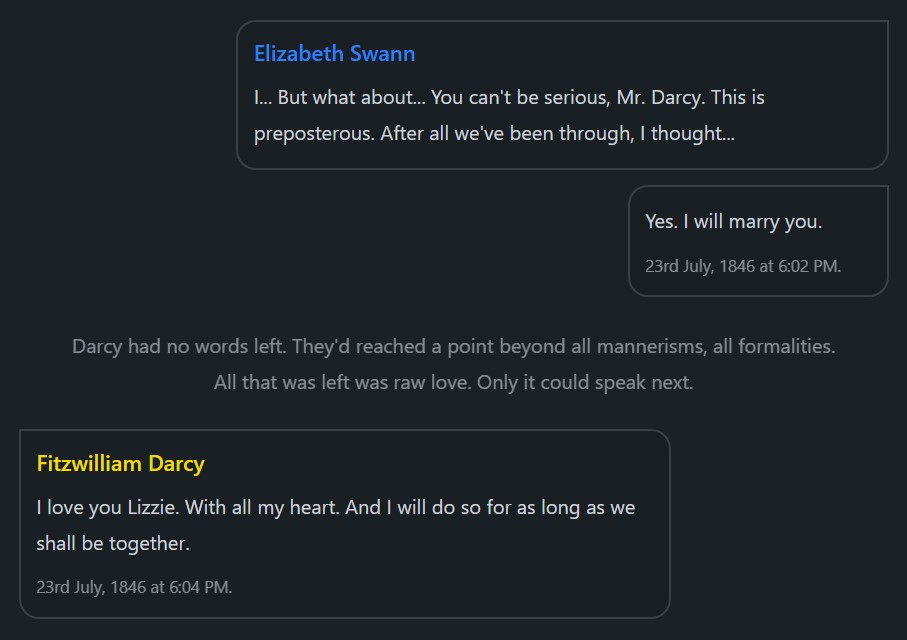 Elizabeth Swann
I... But what about... You can't be serious, Mr. Darcy. This is
preposterous. After all we've been through, I thought...
Yes. I will marry you.
23rd July, 1846 at 6:02 PM.
Darcy had no words left. They'd reached a point beyond all mannerisms, all formalities.
All that was left was raw love. Only it could speak next.
Fitzwilliam Darcy
I love you Lizzie. With all my heart. And I will do so for as long as we
shall be together.
23rd July, 1846 at 6:04 PM.